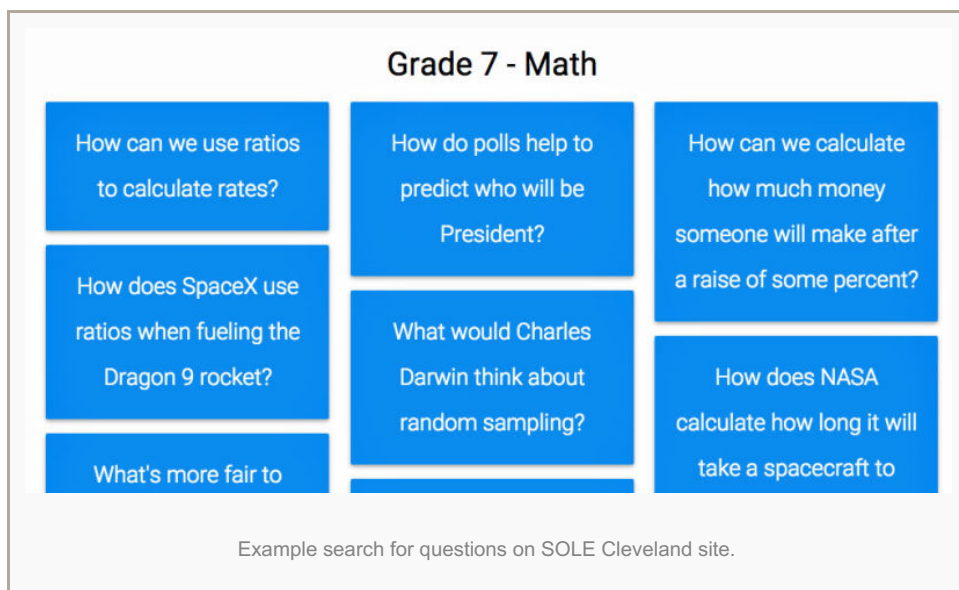 Grade 7 - Math
How can we use ratios
to calculate rates?
How does SpaceX use
ratios when fueling the
Dragon 9 rocket?
What's more fair to
How do polls help to
predict who will be
President?
What would Charles
Darwin think about
random sampling?
How can we calculate
how much money
someone will make after
a raise of some percent?
How does NASA
calculate how long it will
take a spacecraft to
Example search for questions on SOLE Cleveland site.